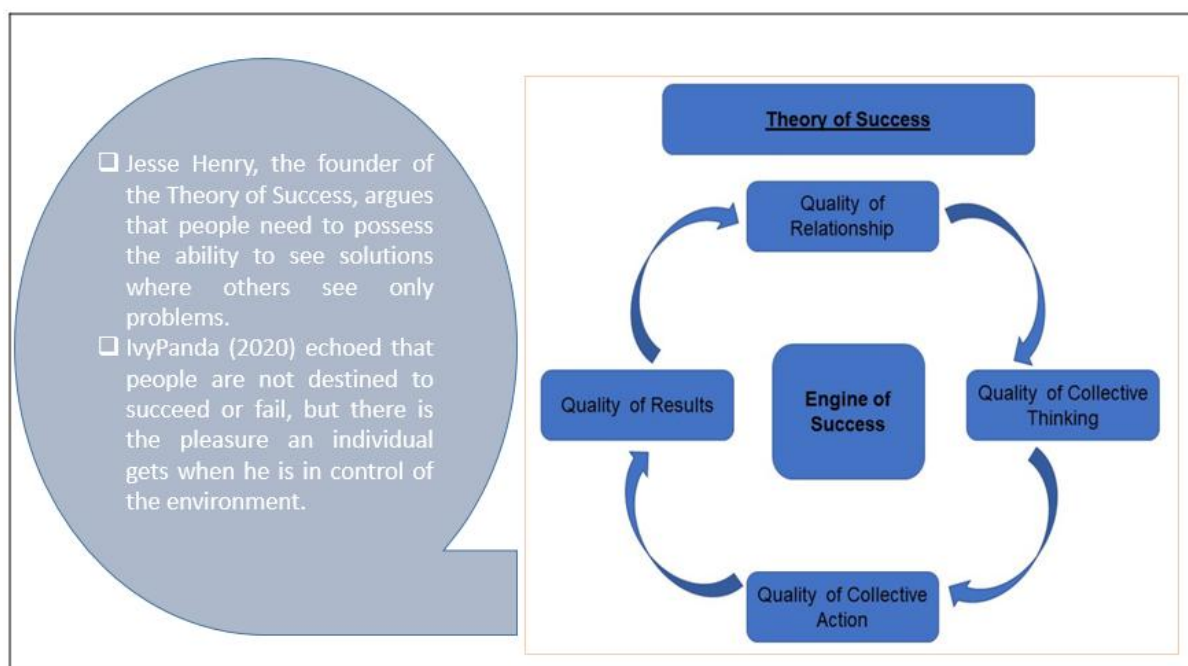 ❑ Jesse Henry, the founder of
the Theory of Success, argues
that people need to possess
the ability to see solutions
where others see only
problems.
❑ IvyPanda (2020) echoed that
people are not destined to
succeed or fail, but there is
the pleasure an individual
gets when he is in control of
the environment.
Theory of Success
Quality of
Relationship
Quality of Results
Engine of
Success
Quality of Collective
Thinking
Quality of Collective
Action